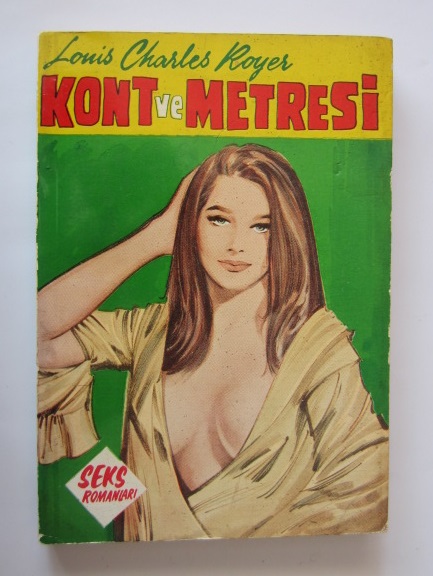 Louis Charles Royer
KONT ve METRESİ
SEKS
ROMANLARI